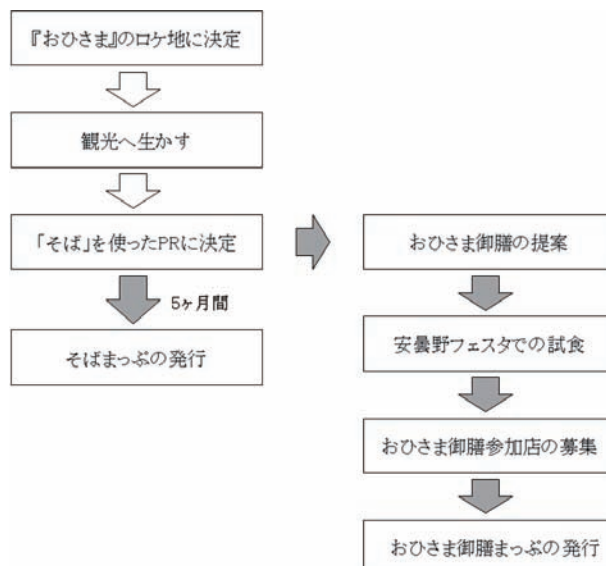 『おひさま』のロケ地に決定
観光へ生かす
「そば」を使ったPRに決定
5ヶ月間
そばまっぷの発行
おひさま御膳の提案
安曇野フェスタでの試食
おひさま御膳参加店の募集
おひさま御膳まっぷの発行